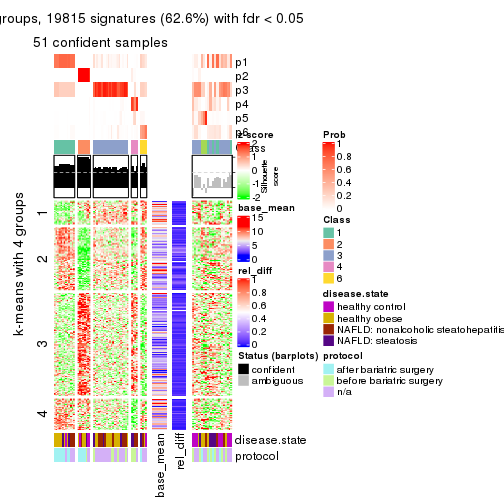 groups, 19815 signatures (62.6%) with fdr < 0.05
51 confident samples
p1
p2
p3
p4
p5
p6
Silhouette
score
k-means with 4 groups
1
2
3
4
z-score
2
1
0
-1
-2
base_mean
15
10
5
0
rel_diff
1
0.8
0.6
0.4
0.2
0
Status (barplots)
confident
ambiguous
Prob
1
0.8
0.6
0.4
0.2
0
Class
1
2
3
4
6
disease.state
healthy control
healthy obese
NAFLD: nonalcoholic steatohepatitis
NAFLD: steatosis
protocol
after bariatric surgery
before bariatric surgery
n/a
disease.state
protocol
base_mean
rel_diff